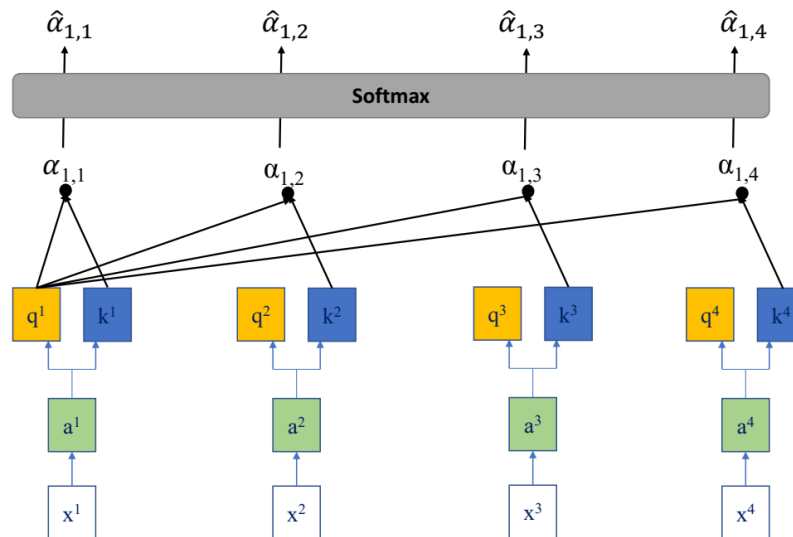 α̂₁,₁ α̂₁,₂ α̂₁,₃ α̂₁,₄
Softmax
α₁,₁ α₁,₂ α₁,₃ α₁,₄
q¹ k¹ q² k² q³ k³ q⁴ k⁴
a¹ a² a³ a⁴
x¹ x² x³ x⁴